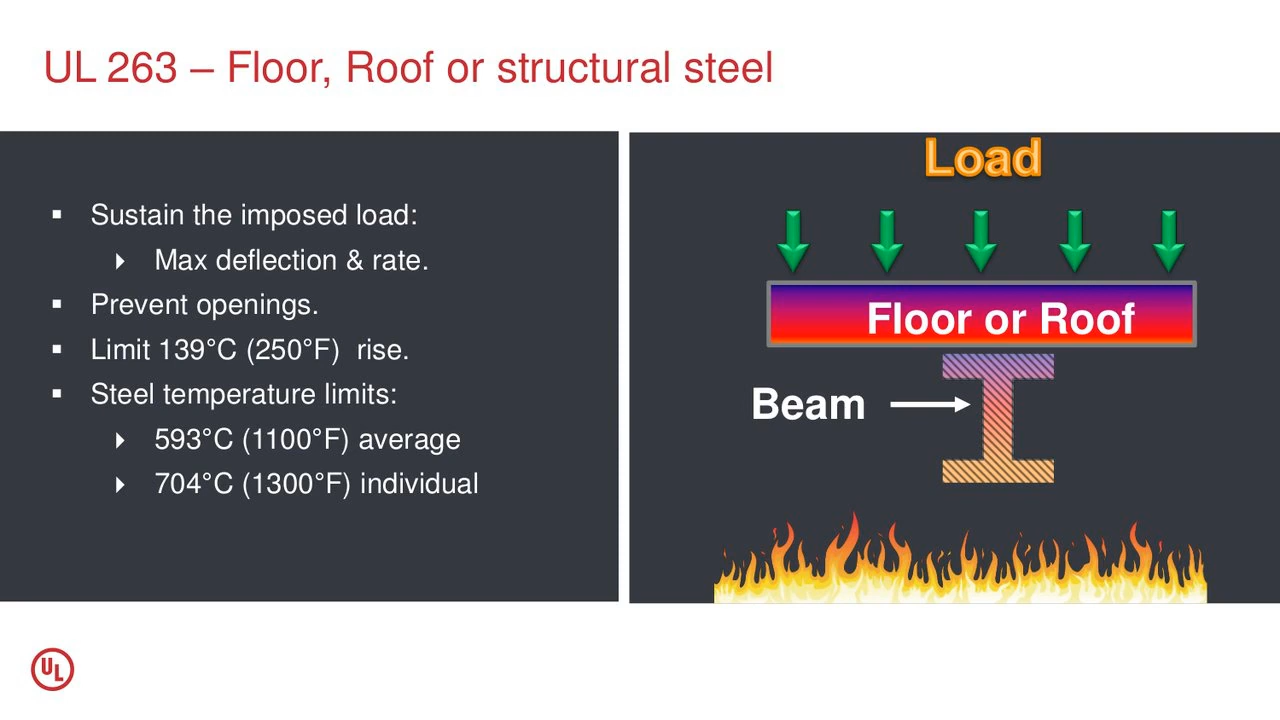 UL 263 – Floor, Roof or structural steel
Sustain the imposed load:
Max deflection & rate.
Prevent openings.
Limit 139°C (250°F)  rise.
Steel temperature limits:
593°C (1100°F) average
704°C (1300°F) individual
Load
Floor or Roof
Beam
UL